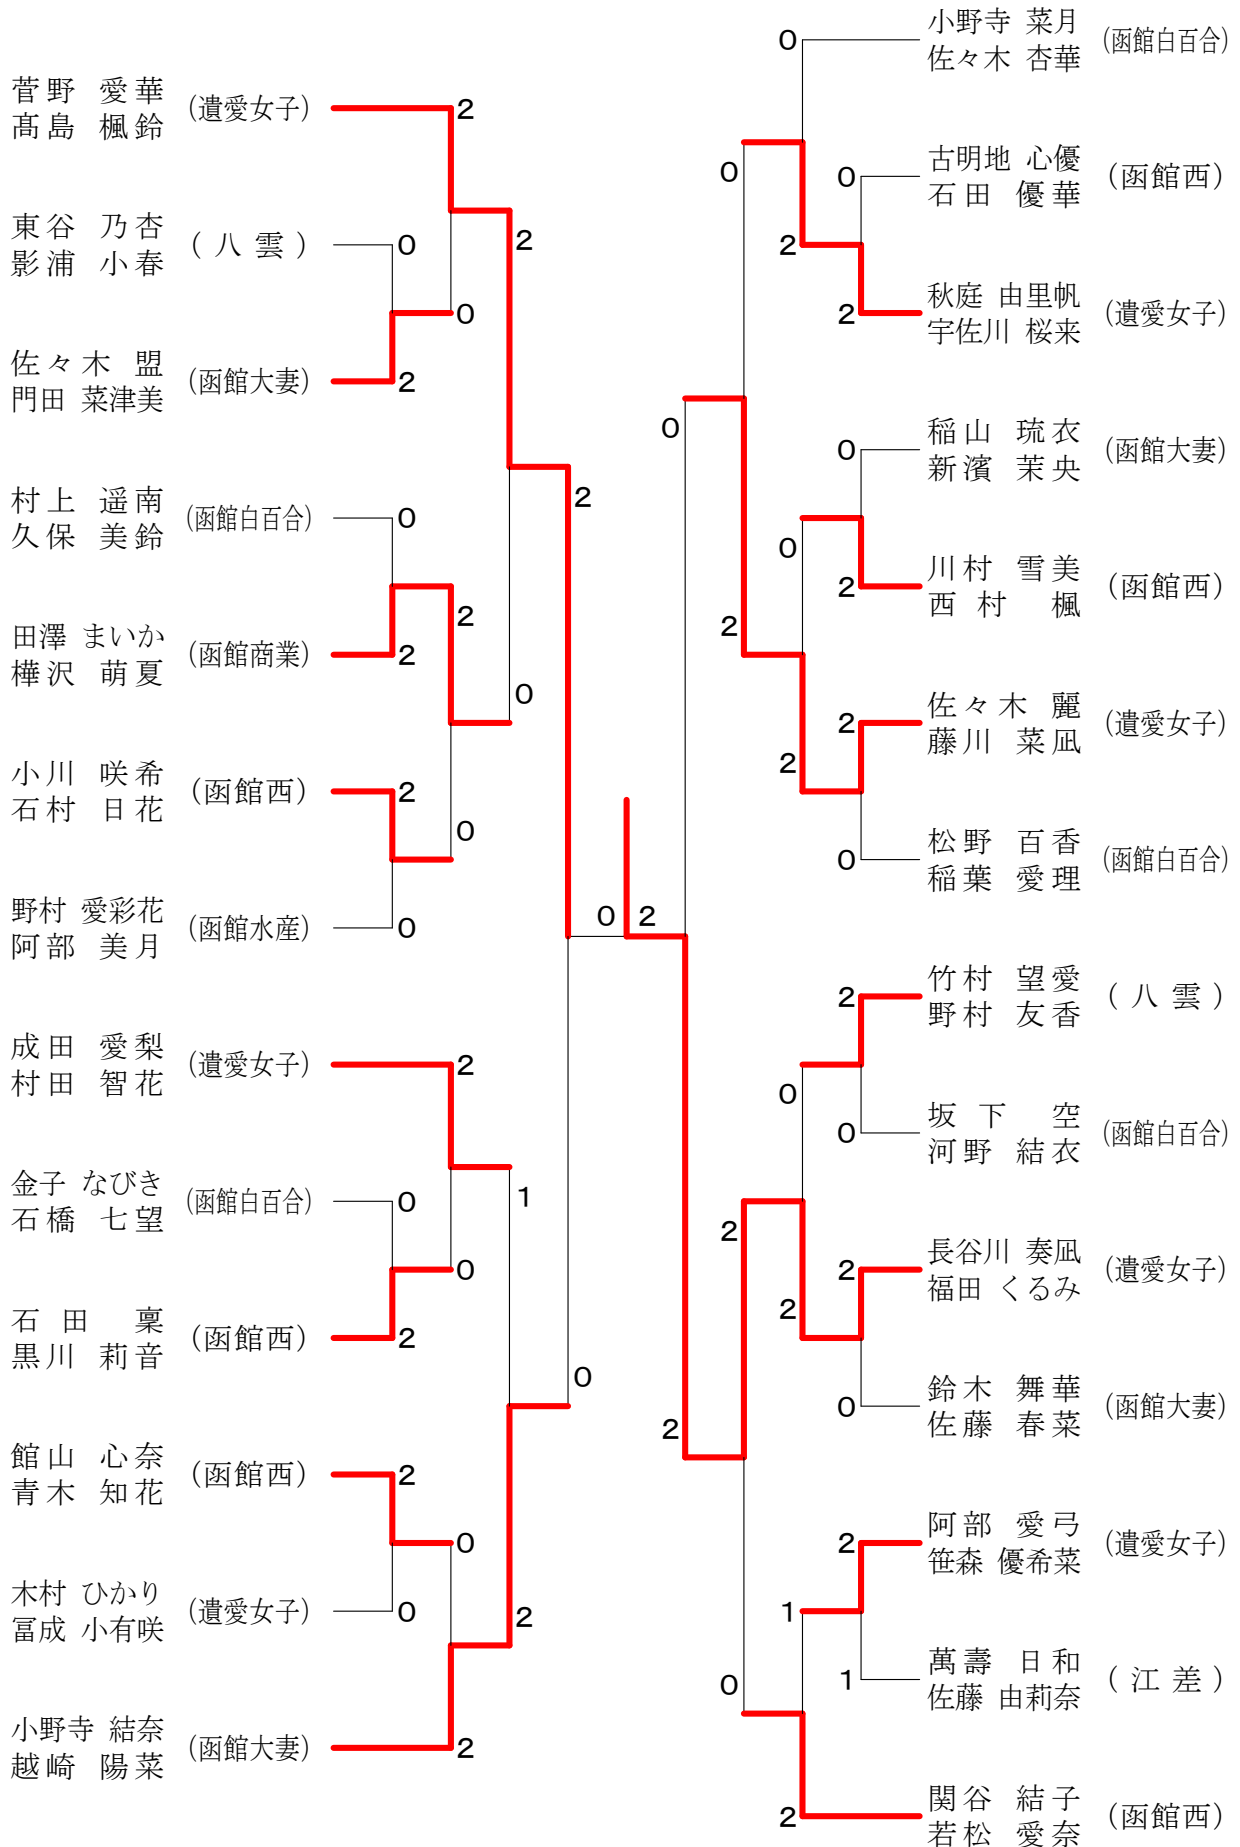 菅野 愛華
髙島 楓鈴
(遺愛女子)
2
東谷 乃杏
影浦 小春
(八雲)
0
佐々木 盟
門田 菜津美
(函館大妻)
2
村上 遥南
久保 美鈴
(函館白百合)
0
田澤 まいか
樺沢 萌夏
(函館商業)
2
小川 咲希
石村 日花
(函館西)
2
野村 愛彩花
阿部 美月
(函館水産)
0
成田 愛梨
村田 智花
(遺愛女子)
2
金子 なびき
石橋 七望
(函館白百合)
0
石田 稟
黒川 莉音
(函館西)
2
館山 心奈
青木 知花
(函館西)
2
木村 ひかり
冨成 小有咲
(遺愛女子)
0
小野寺 結奈
越崎 陽菜
(函館大妻)
2
0
2
0
0
0
2
0
1
2
2
0
0
2
0
2
0
2
2
0
2
0
0
2
0
2
1
0
小野寺 菜月
佐々木 杏華
(函館白百合)
0
古明地 心優
石田 優華
(函館西)
2
秋庭 由里帆
宇佐川 桜来
(遺愛女子)
0
稲山 琉衣
新濱 茉央
(函館大妻)
2
川村 雪美
西村 楓
(函館西)
2
佐々木 麗
藤川 菜凪
(遺愛女子)
0
松野 百香
稲葉 愛理
(函館白百合)
2
竹村 望愛
野村 友香
(八雲)
0
坂下 空
河野 結衣
(函館白百合)
2
長谷川 奏凪
福田 くるみ
(遺愛女子)
0
鈴木 舞華
佐藤 春菜
(函館大妻)
2
阿部 愛弓
笹森 優希菜
(遺愛女子)
1
萬壽 日和
佐藤 由莉奈
(江差)
2
関谷 結子
若松 愛奈
(函館西)